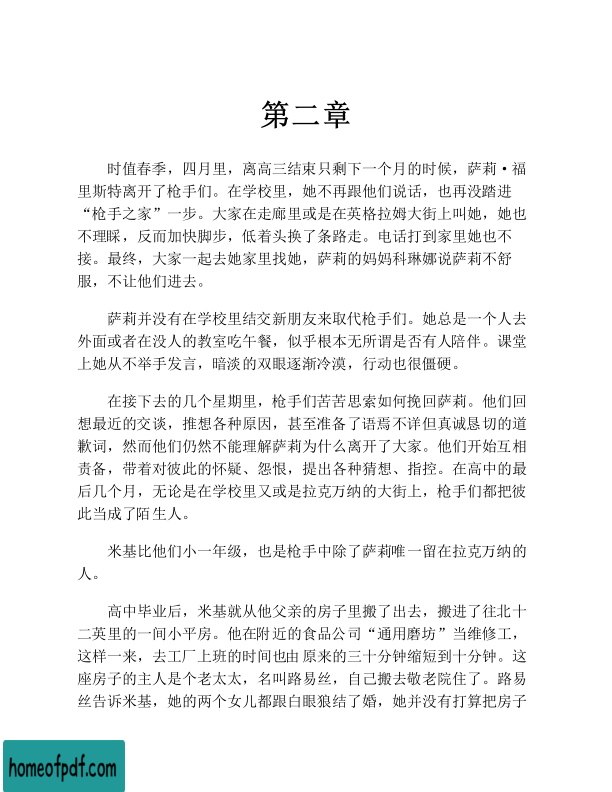 第二章
时值春季，四月里，离高三结束只剩下一个月的时候，萨莉·福
里斯特离开了枪手们。在学校里，她不再跟他们说话，也再没踏进
“枪手之家”一步。大家在走廊里或是在英格拉姆大街上叫她，她也
不理睬，反而加快脚步，低着头换了条路走。电话打到家里她也不
接。最终，大家一起去她家里找她，萨莉的妈妈科琳娜说萨莉不舒
服，不让他们进去。
萨莉并没有在学校里结交新朋友来取代枪手们。她总是一个人去
外面或者在没人的教室吃午餐，似乎根本无所谓是否有人陪伴。课堂
上她从不举手发言，暗淡的双眼逐渐冷漠，行动也很僵硬。
在接下去的几个星期里，枪手们苦苦思索如何挽回萨莉。他们回
想最近的交谈，推想各种原因，甚至准备了语焉不详但真诚恳切的道
歉词，然而他们仍然不能理解萨莉为什么离开了大家。他们开始互相
责备，带着对彼此的怀疑、怨恨，提出各种猜想、指控。在高中的最
后几个月，无论是在学校里又或是拉克万纳的大街上，枪手们都把彼
此当成了陌生人。
米基比他们小一年级，也是枪手中除了萨莉唯一留在拉克万纳的
人。
高中毕业后，米基就从他父亲的房子里搬了出去，搬进了往北十
二英里的一间小平房。他在附近的食品公司“通用磨坊”当维修工，
这样一来，去工厂上班的时间也由原来的三十分钟缩短到十分钟。这
座房子的主人是个老太太，名叫路易丝，自己搬去敬老院住了。路易
丝告诉米基，她的两个女儿都跟白眼狼结了婚，她并没有打算把房子
homeofpdf.com